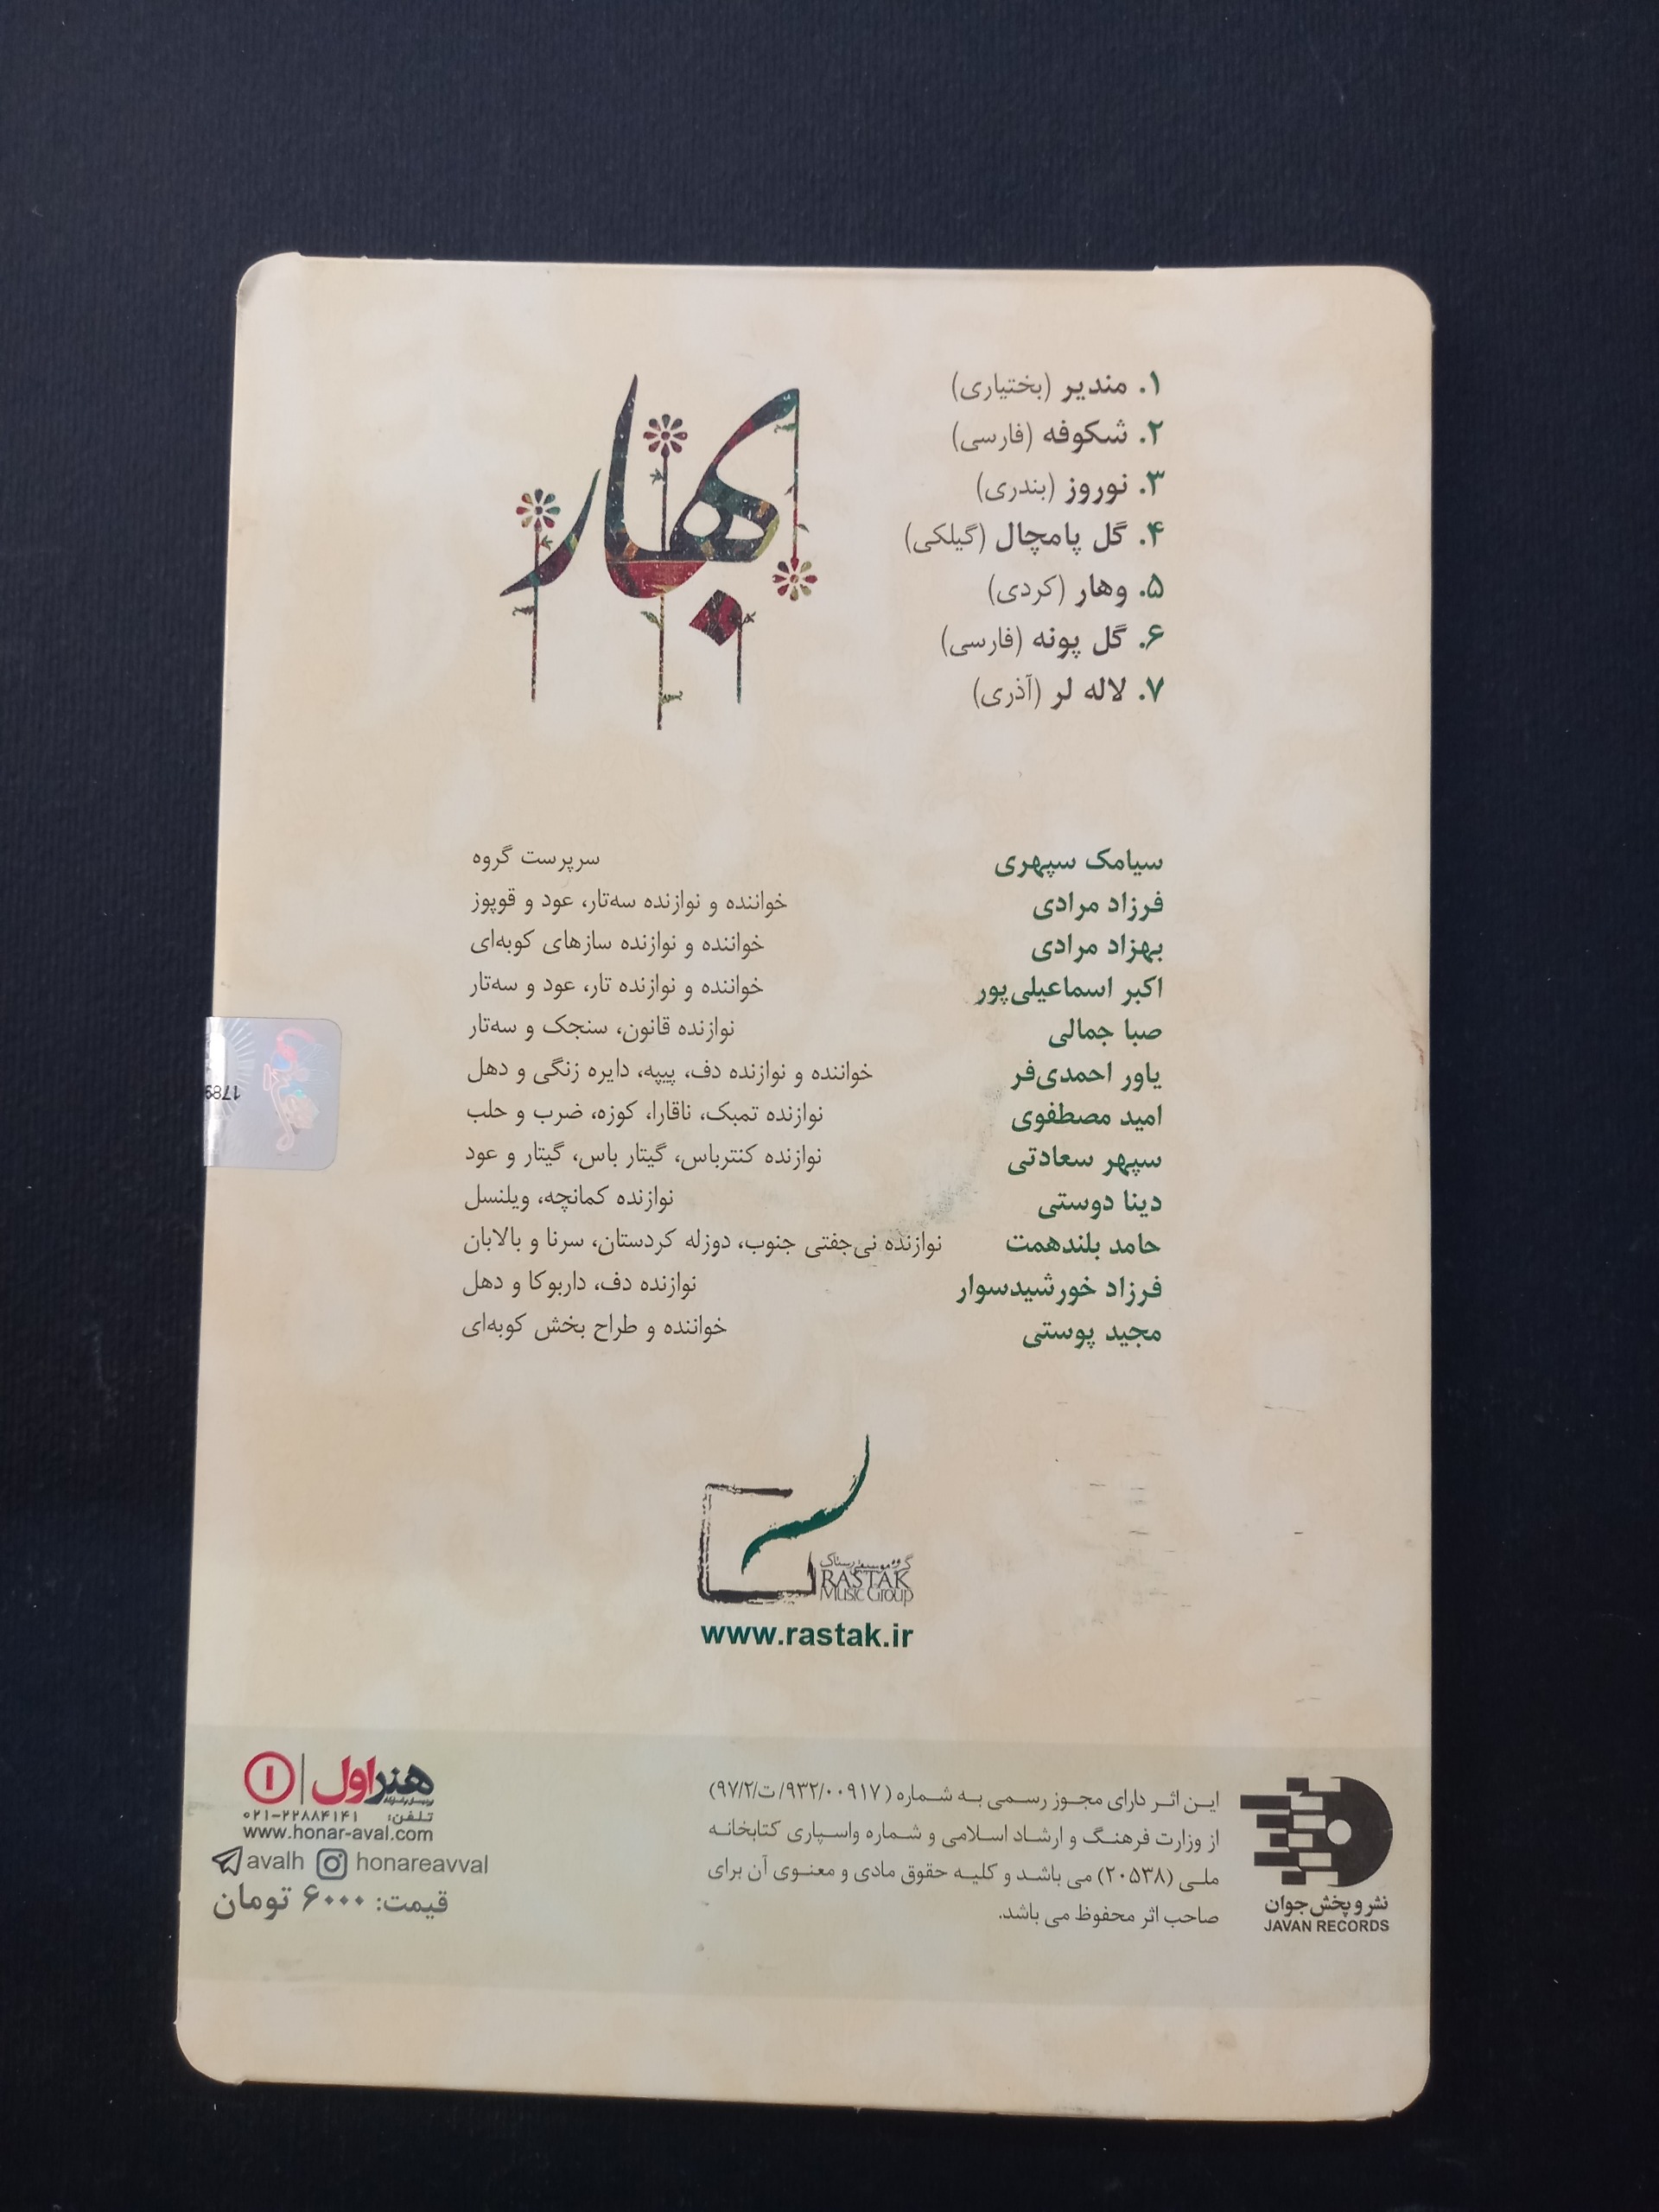 بهار
۱. مندیر (بختیاری)
۲. شکوفه (فارسی)
۳. نوروز (بندری)
۴. گل پامچال (گیلکی)
۵. وهار (کردی)
۶. گل پونه (فارسی)
۷. لاله لر (آذری)
سیامک سپهری سرپرست گروه
فرزاد مرادی خواننده و نوازنده سه‌تار، عود و قوپوز
بهزاد مرادی خواننده و نوازنده سازهای کوبه‌ای
اکبر اسماعیلی‌پور خواننده و نوازنده تار، عود و سه‌تار
صبا جمالی نوازنده قانون، سنجک و سه‌تار
یاور احمدی‌فر خواننده و نوازنده دف، پیپه، دایره زنگی و دهل
امید مصطفوی نوازنده تمبک، ناقارا، کوزه، ضرب و حلب
سپهر سعادتی نوازنده کنترباس، گیتار باس، گیتار و عود
دینا دوستی نوازنده کمانچه، ویلنسل
حامد بلندهمت نوازنده نی‌جفتی جنوب، دوزله کردستان، سرنا و بالابان
فرزاد خورشیدسوار نوازنده دف، داربوکا و دهل
مجید پوستی خواننده و طراح بخش کوبه‌ای
1789
گروه موسیقی رستاک
RASTAK
Music Group
www.rastak.ir
نشر و پخش جوان
JAVAN RECORDS
این اثر دارای مجوز رسمی به شماره (۹۳۲/۰۰۹۱۷/ت/۹۷/۲)
از وزارت فرهنگ و ارشاد اسلامی و شماره واسپاری کتابخانه
ملی (۲۰۵۳۸) می باشد و کلیه حقوق مادی و معنوی آن برای
صاحب اثر محفوظ می باشد.
هنر اول | ۱
تلفن: ۰۲۱-۲۲۸۸۴۱۴۱
www.honar-aval.com
avalh honareavval
قیمت: ۶۰۰۰ تومان